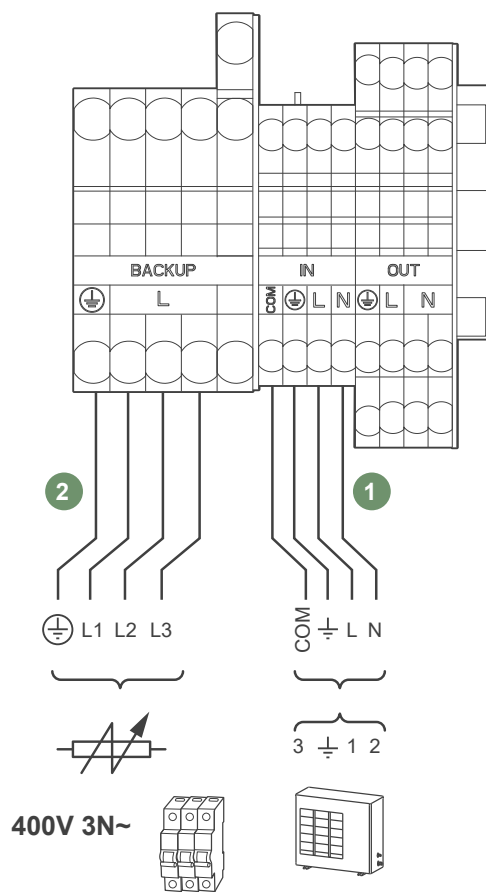 BACKUP IN OUT
L COM L N L N
2 1
L1 L2 L3 COM L N
3 1 2
400V 3N~